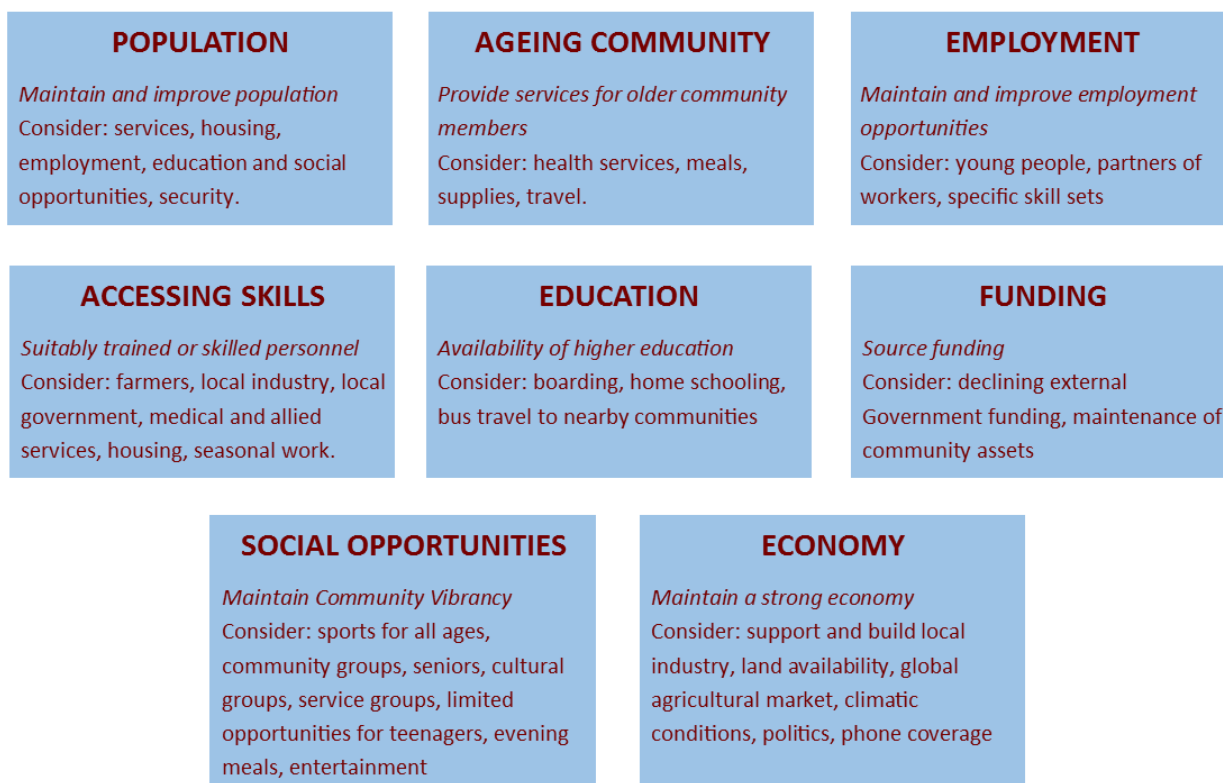 POPULATION
Maintain and improve population
Consider: services, housing,
employment, education and social
opportunities, security.
AGEING COMMUNITY
Provide services for older community
members
Consider: health services, meals,
supplies, travel.
EMPLOYMENT
Maintain and improve employment
opportunities
Consider: young people, partners of
workers, specific skill sets
ACCESSING SKILLS
Suitably trained or skilled personnel
Consider: farmers, local industry, local
government, medical and allied
services, housing, seasonal work.
EDUCATION
Availability of higher education
Consider: boarding, home schooling,
bus travel to nearby communities
FUNDING
Source funding
Consider: declining external
Government funding, maintenance of
community assets
SOCIAL OPPORTUNITIES
Maintain Community Vibrancy
Consider: sports for all ages,
community groups, seniors, cultural
groups, service groups, limited
opportunities for teenagers, evening
meals, entertainment
ECONOMY
Maintain a strong economy
Consider: support and build local
industry, land availability, global
agricultural market, climatic
conditions, politics, phone coverage